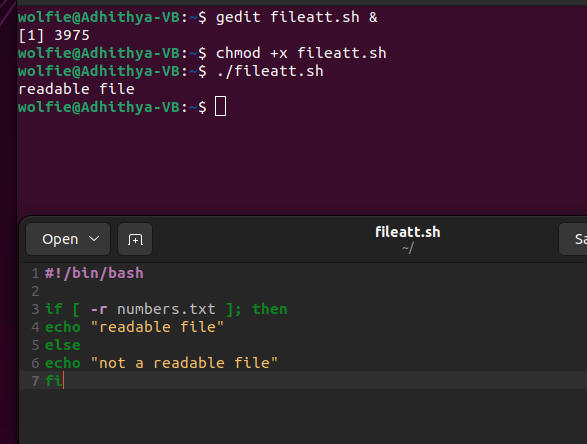 wolfie@Adhithya-VB:~$ gedit fileatt.sh &
[1] 3975
wolfie@Adhithya-VB:~$ chmod +x fileatt.sh
wolfie@Adhithya-VB:~$ ./fileatt.sh
readable file
wolfie@Adhithya-VB:~$
Open fileatt.sh Sa
~/
1 #!/bin/bash
2
3 if [ -r numbers.txt ]; then
4 echo "readable file"
5 else
6 echo "not a readable file"
7 fi